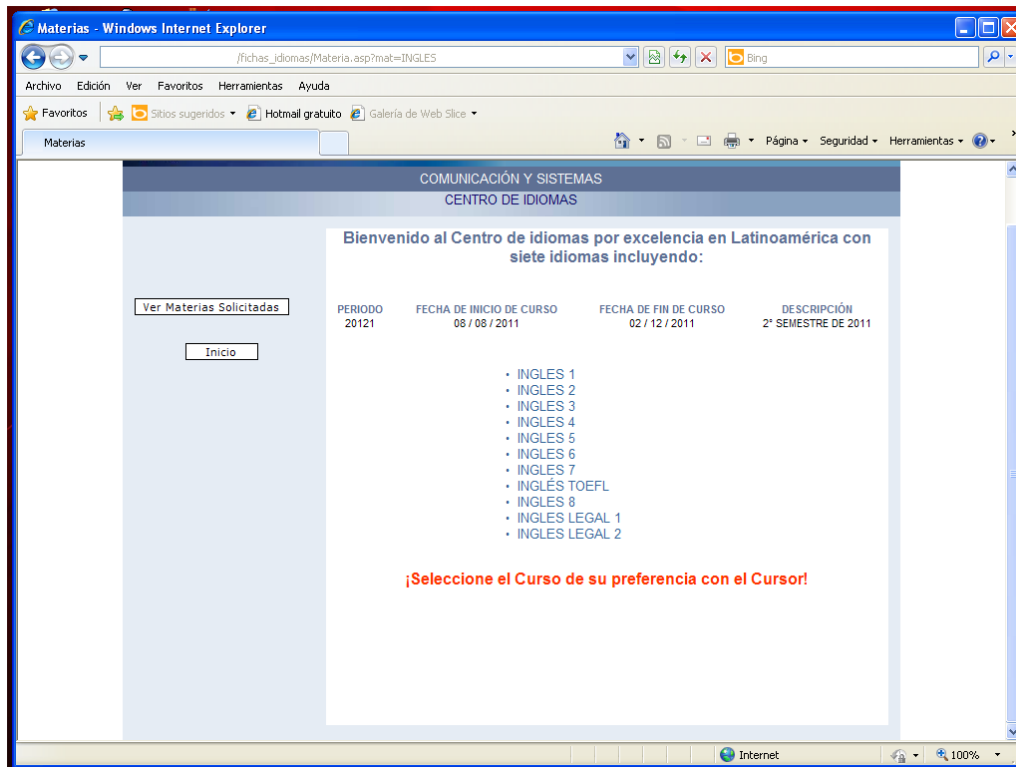 Materias - Windows Internet Explorer
/fichas_idiomas/Materia.asp?mat=INGLES
Bing
Archivo Edición Ver Favoritos Herramientas Ayuda
Favoritos Sitios sugeridos Hotmail gratuito Galería de Web Slice
Materias Página Seguridad Herramientas »
COMUNICACIÓN Y SISTEMAS
CENTRO DE IDIOMAS
Bienvenido al Centro de idiomas por excelencia en Latinoamérica con
siete idiomas incluyendo:
Ver Materias Solicitadas
Inicio
PERIODO FECHA DE INICIO DE CURSO FECHA DE FIN DE CURSO DESCRIPCIÓN
20121 08 / 08 / 2011 02 / 12 / 2011 2° SEMESTRE DE 2011
• INGLES 1
• INGLES 2
• INGLES 3
• INGLES 4
• INGLES 5
• INGLES 6
• INGLES 7
• INGLÉS TOEFL
• INGLES 8
• INGLES LEGAL 1
• INGLES LEGAL 2
¡Seleccione el Curso de su preferencia con el Cursor!
Internet 100%